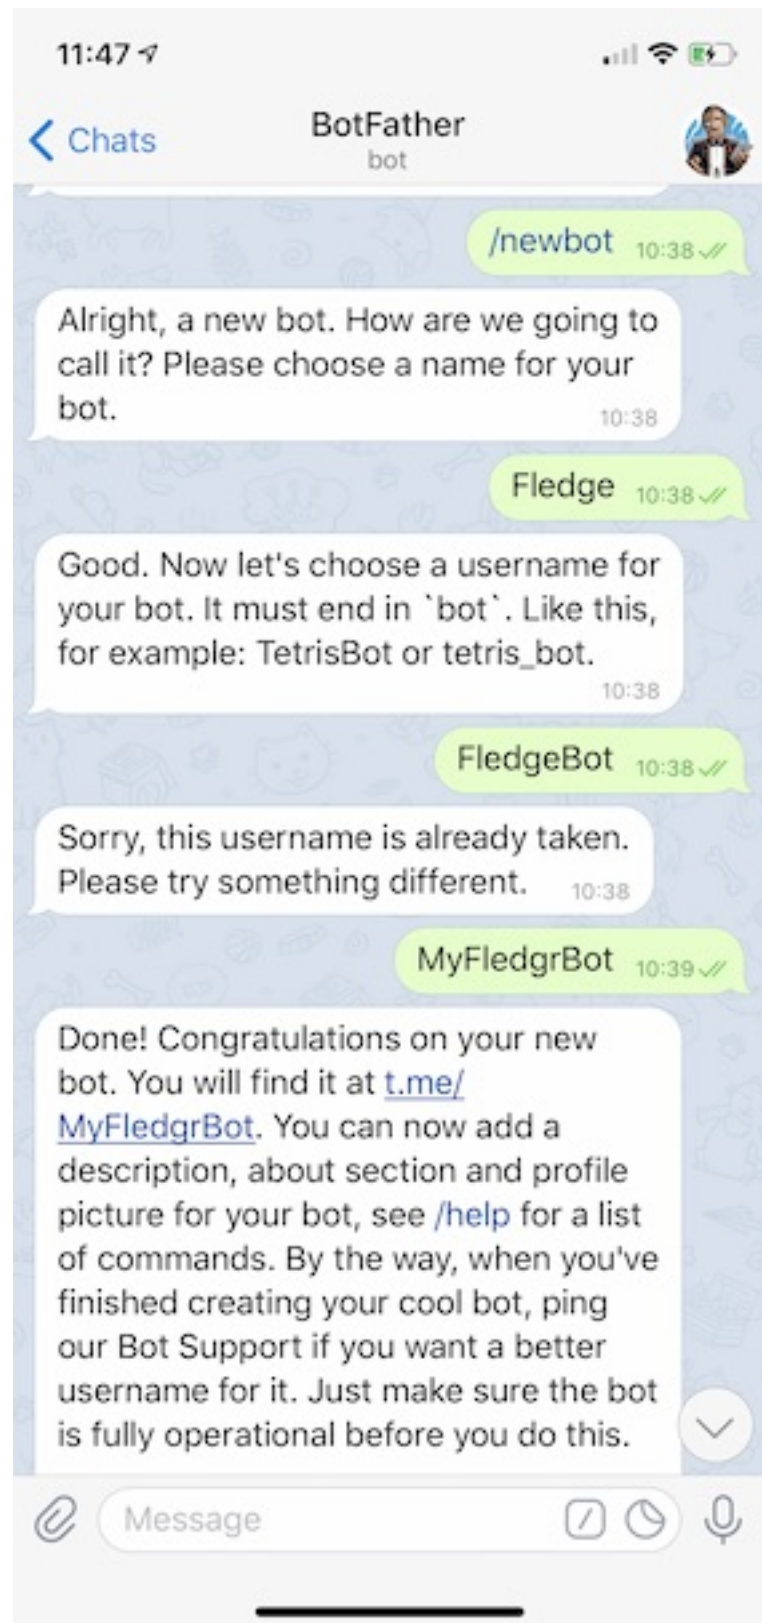 11:47
Chats
BotFather
bot
/newbot 10:38
Alright, a new bot. How are we going to
call it? Please choose a name for your
bot. 10:38
Fledge 10:38
Good. Now let's choose a username for
your bot. It must end in `bot`. Like this,
for example: TetrisBot or tetris_bot.
10:38
FledgeBot 10:38
Sorry, this username is already taken.
Please try something different. 10:38
MyFledgrBot 10:39
Done! Congratulations on your new
bot. You will find it at t.me/
MyFledgrBot. You can now add a
description, about section and profile
picture for your bot, see /help for a list
of commands. By the way, when you've
finished creating your cool bot, ping
our Bot Support if you want a better
username for it. Just make sure the bot
is fully operational before you do this.
Message